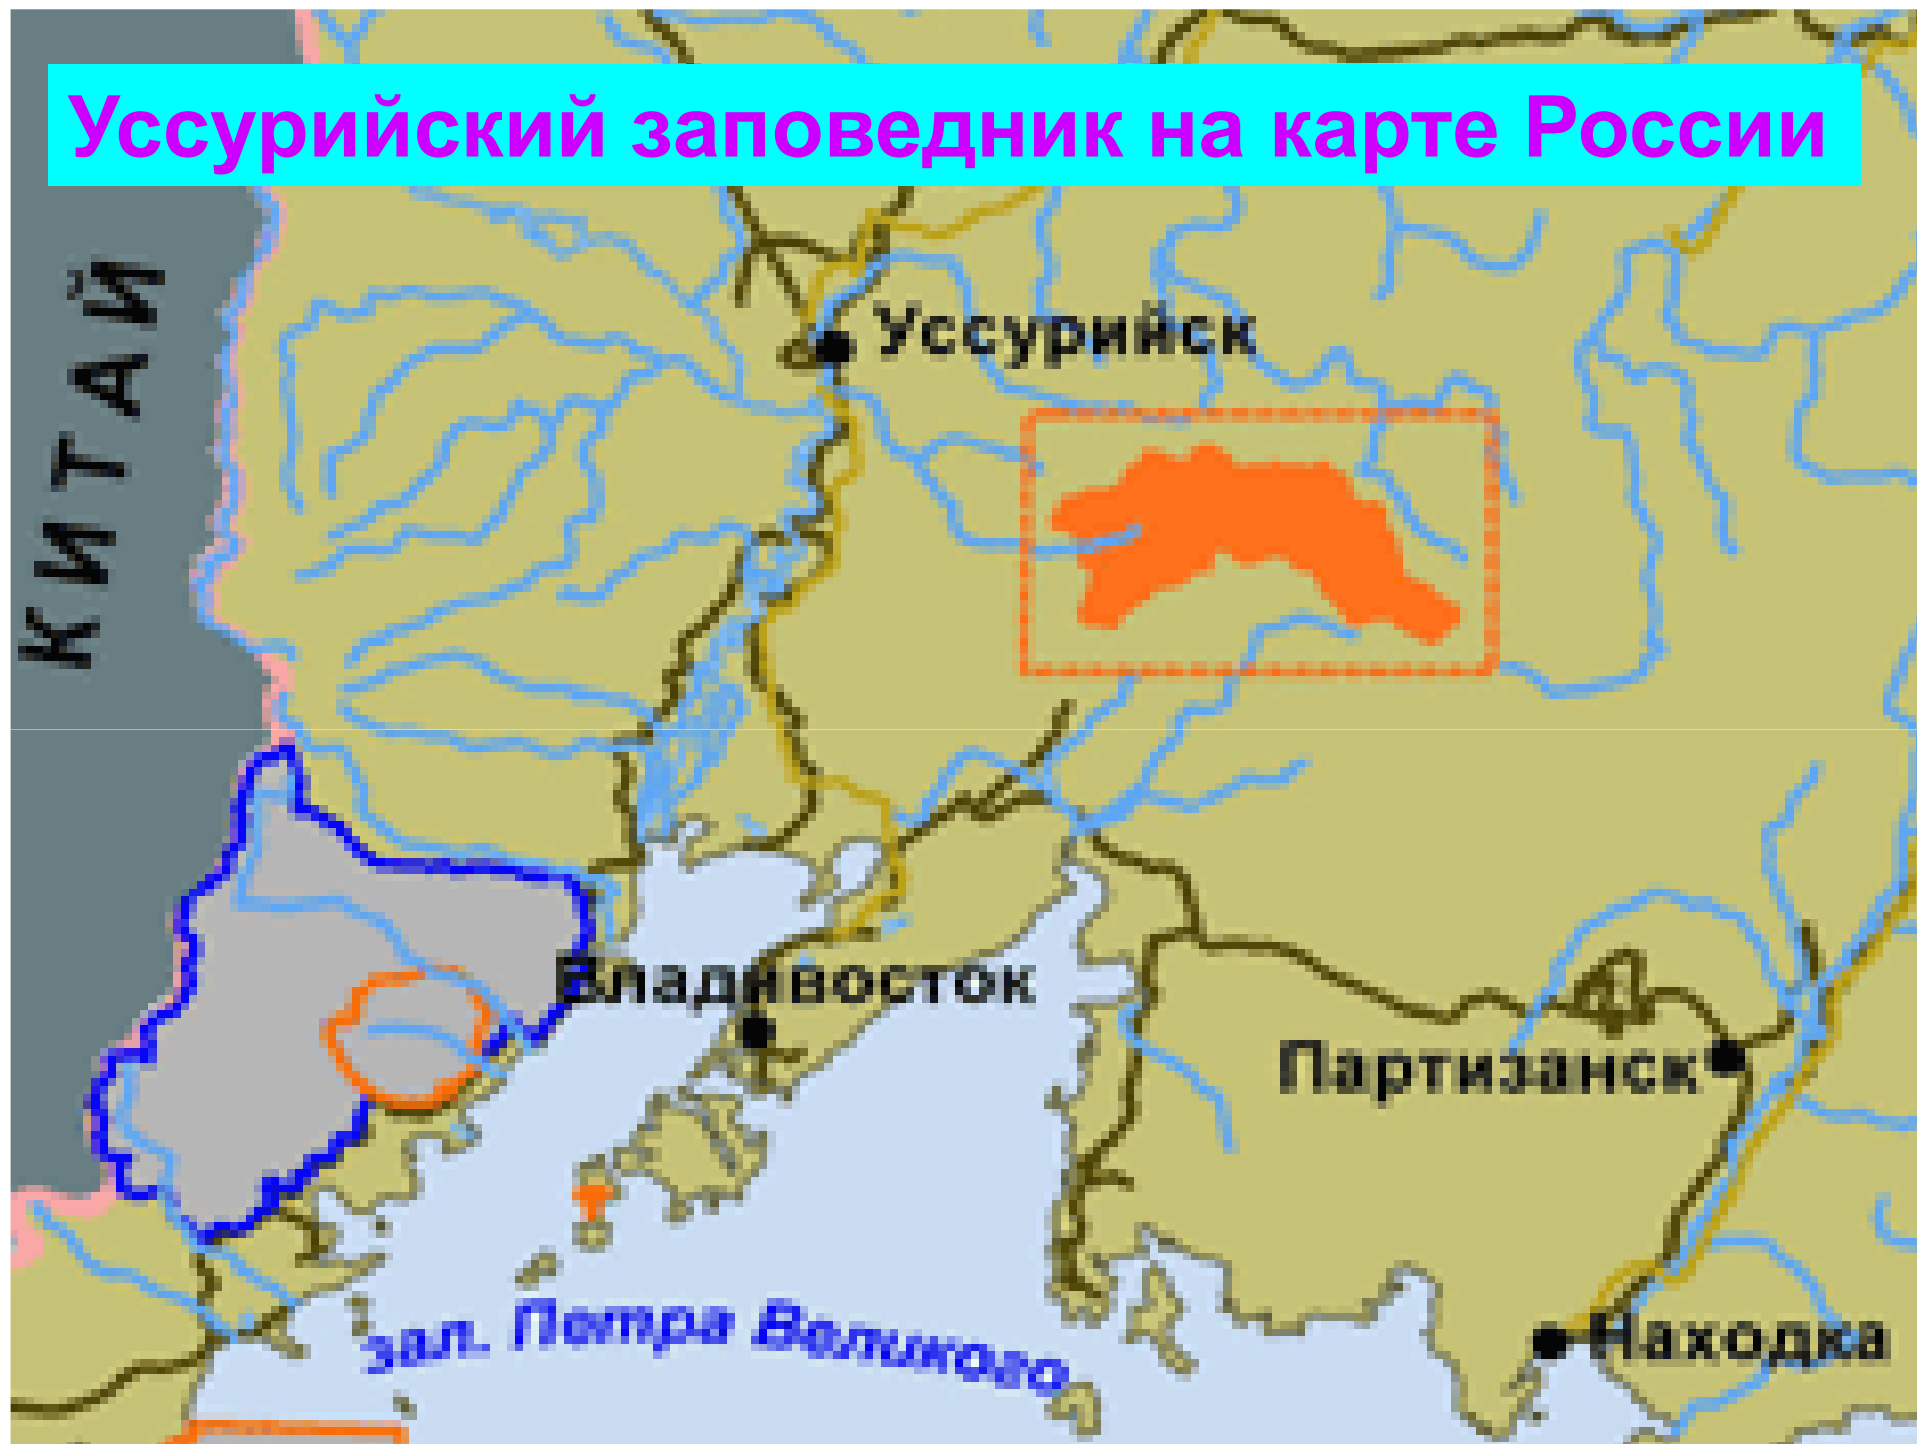 Уссурийский заповедник на карте России
КИТАЙ
Уссурийск
Владивосток
Партизанск
зал. Петра Великого
Находка